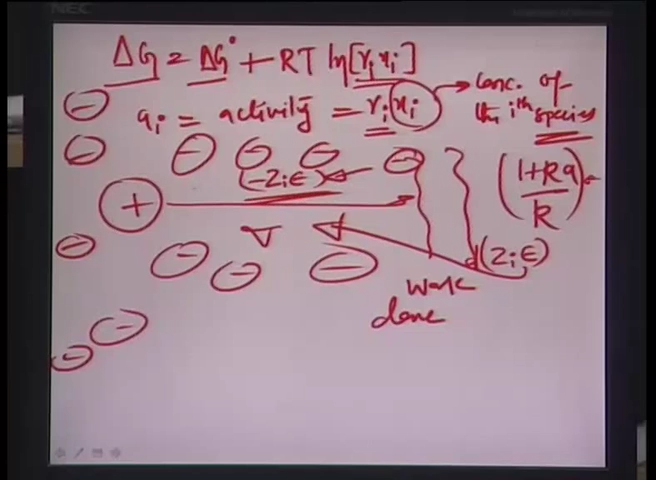 NEC
ΔG = ΔG° + RT ln[γi xi]
ai = activity = γi xi → Conc. of
the ith species
(-Ziε)
(1+κa / κ)
d(Ziε)
work
done
+
- - - - - - - - - - - -